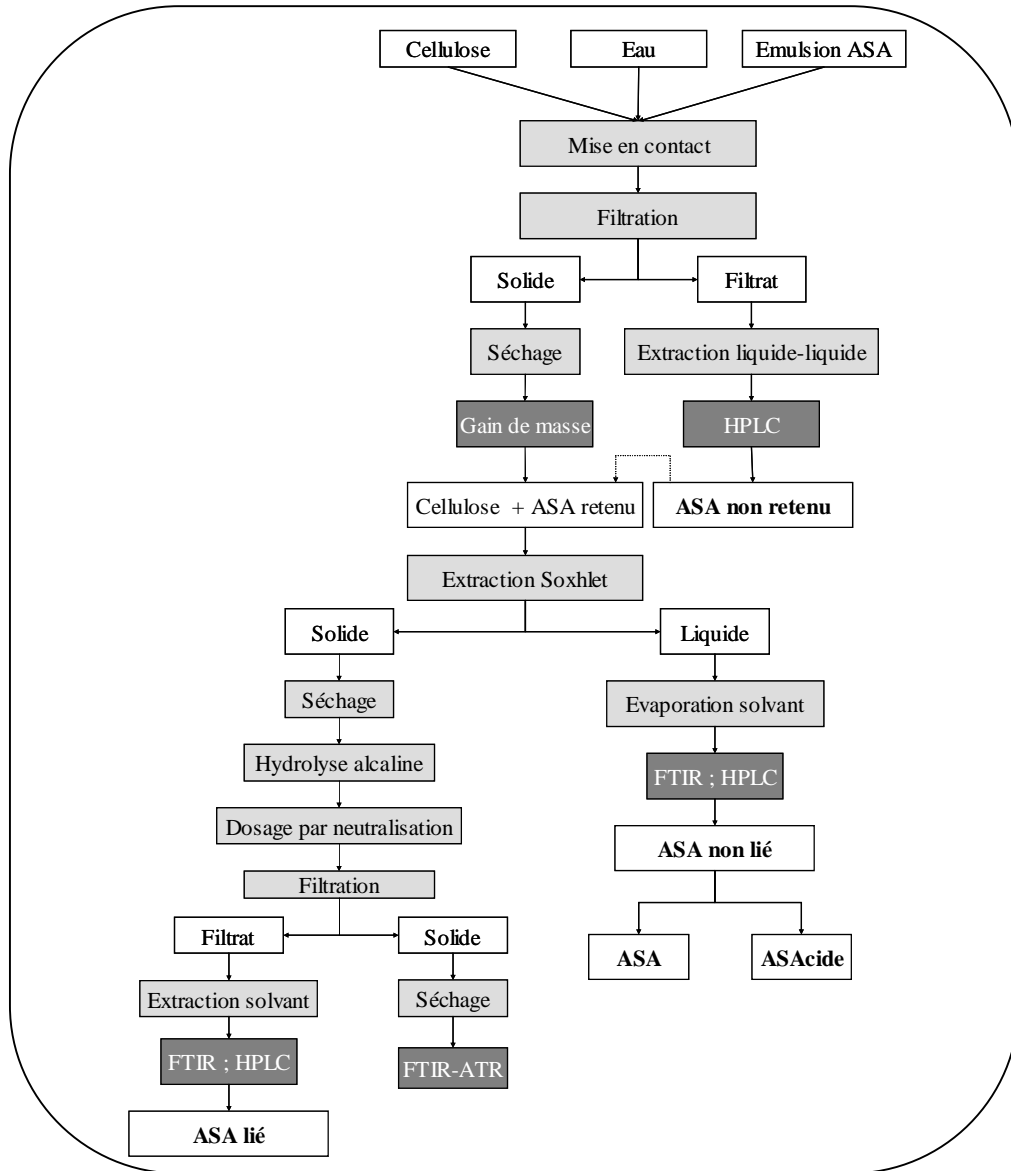 Cellulose
Eau
Emulsion ASA
Mise en contact
Filtration
Solide
Filtrat
Séchage
Extraction liquide-liquide
Gain de masse
HPLC
Cellulose + ASA retenu
ASA non retenu
Extraction Soxhlet
Solide
Liquide
Séchage
Evaporation solvant
Hydrolyse alcaline
FTIR ; HPLC
Dosage par neutralisation
ASA non lié
Filtration
Filtrat
Solide
ASA
ASAcide
Extraction solvant
Séchage
FTIR ; HPLC
FTIR-ATR
ASA lié